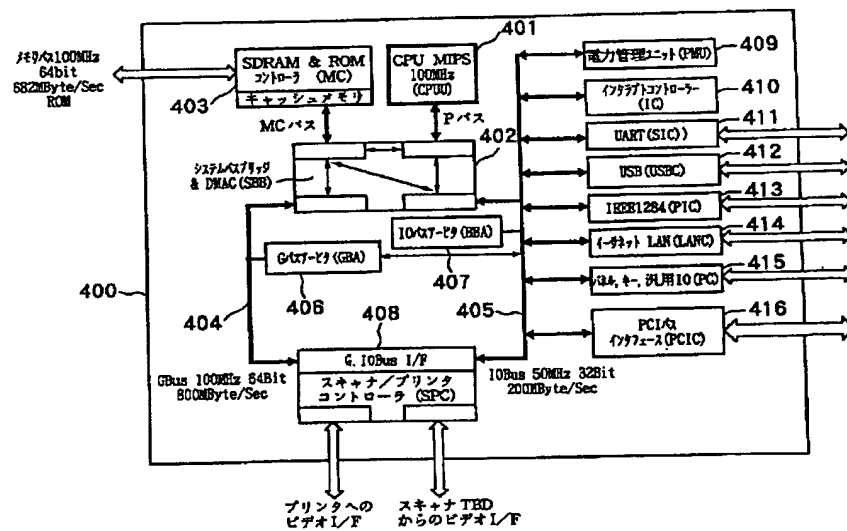 メモリバス100MHz
64bit
682MByte/Sec
ROM
SDRAM & ROM
コントローラ (MC)
キャッシュメモリ
403
CPU MIPS
100MHz
(CPUU)
401
MCバス
Pバス
402
システムバスブリッジ
& DMAC(SBB)
IOバスアービタ(BBA)
407
Gバスアービタ(GBA)
406
400
404
405
408
G.IOBus I/F
スキャナ／プリンタ
コントローラ (SPC)
GBus 100MHz 64Bit
800MByte/Sec
IOBus 50MHz 32Bit
200MByte/Sec
プリンタへの
ビデオI/F
スキャナTBD
からのビデオI/F
電力管理ユニット(PMU)
409
インタラプトコントローラー
(IC)
410
UART(SIC))
411
USB(USBC)
412
IEEE1284(PIC)
413
イーサネット LAN(LANC)
414
パネル,キー,汎用IO(PC)
415
PCIバス
インタフェース(PCIC)
416